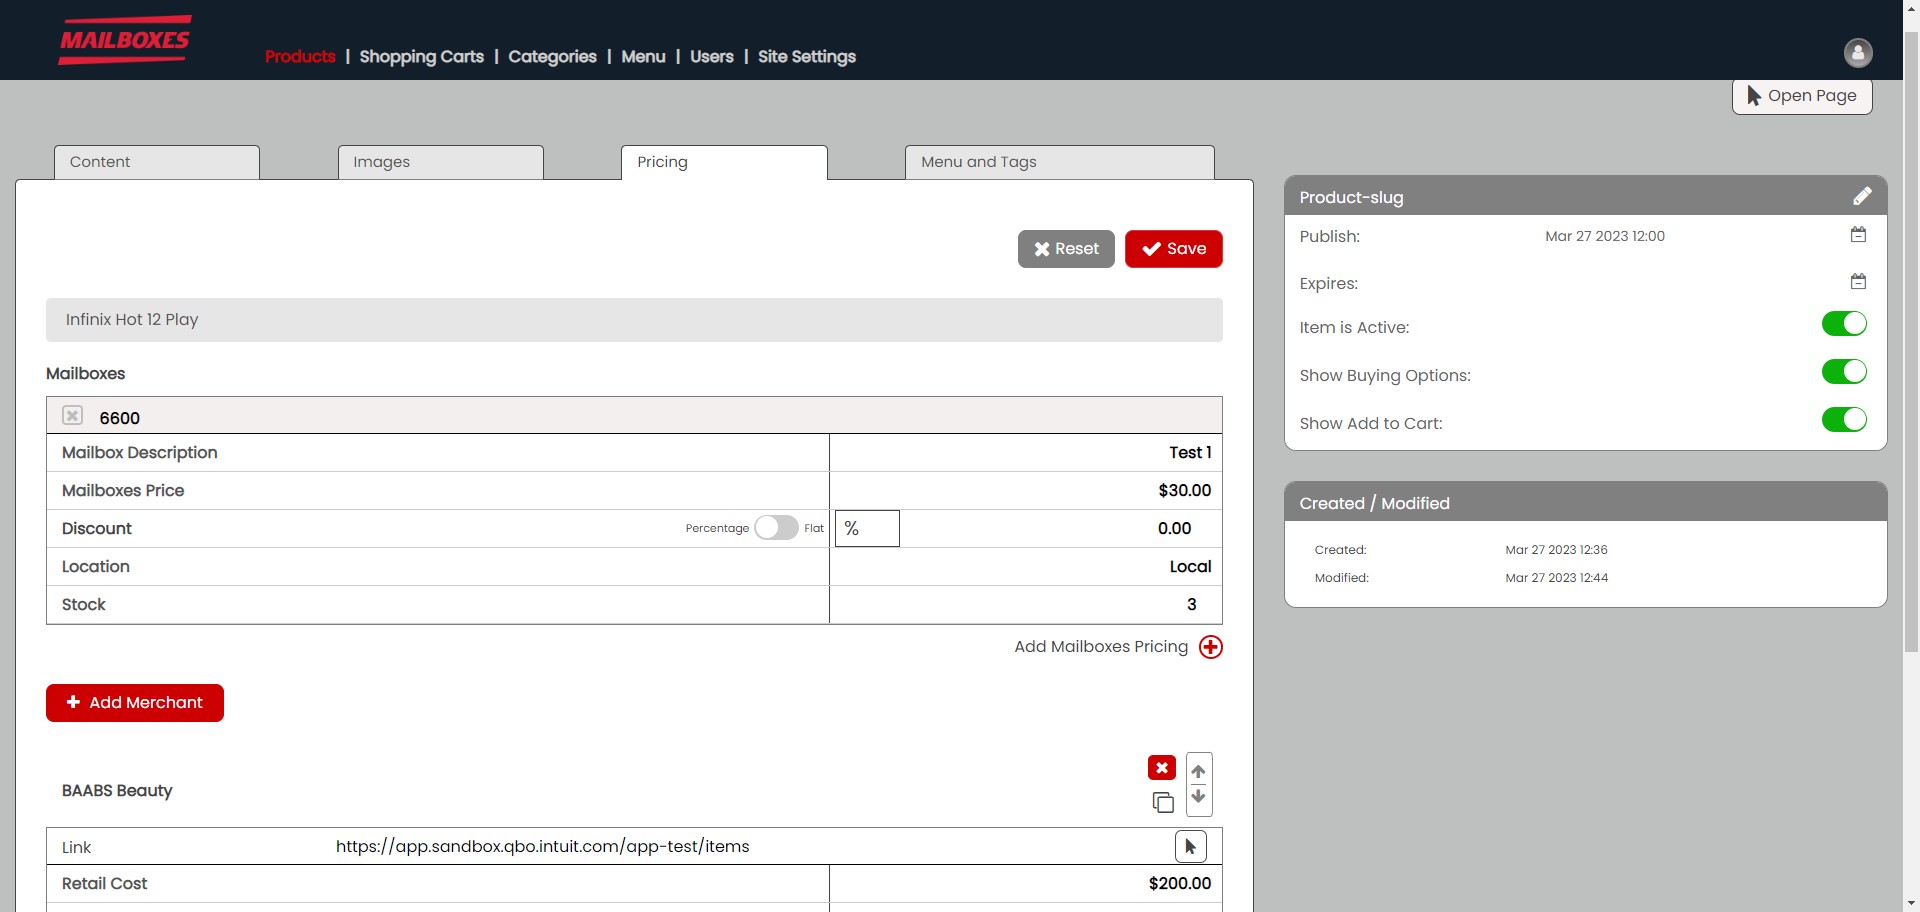 MAILBOXES
Products | Shopping Carts | Categories | Menu | Users | Site Settings
Open Page
Content
Images
Pricing
Menu and Tags
Reset
Save
Infinix Hot 12 Play
Mailboxes
6600
Mailbox Description Test 1
Mailboxes Price $30.00
Discount Percentage Flat % 0.00
Location Local
Stock 3
Add Mailboxes Pricing
Add Merchant
BAABS Beauty
Link https://app.sandbox.qbo.intuit.com/app-test/items
Retail Cost $200.00
Product-slug
Publish: Mar 27 2023 12:00
Expires:
Item is Active:
Show Buying Options:
Show Add to Cart:
Created / Modified
Created: Mar 27 2023 12:36
Modified: Mar 27 2023 12:44